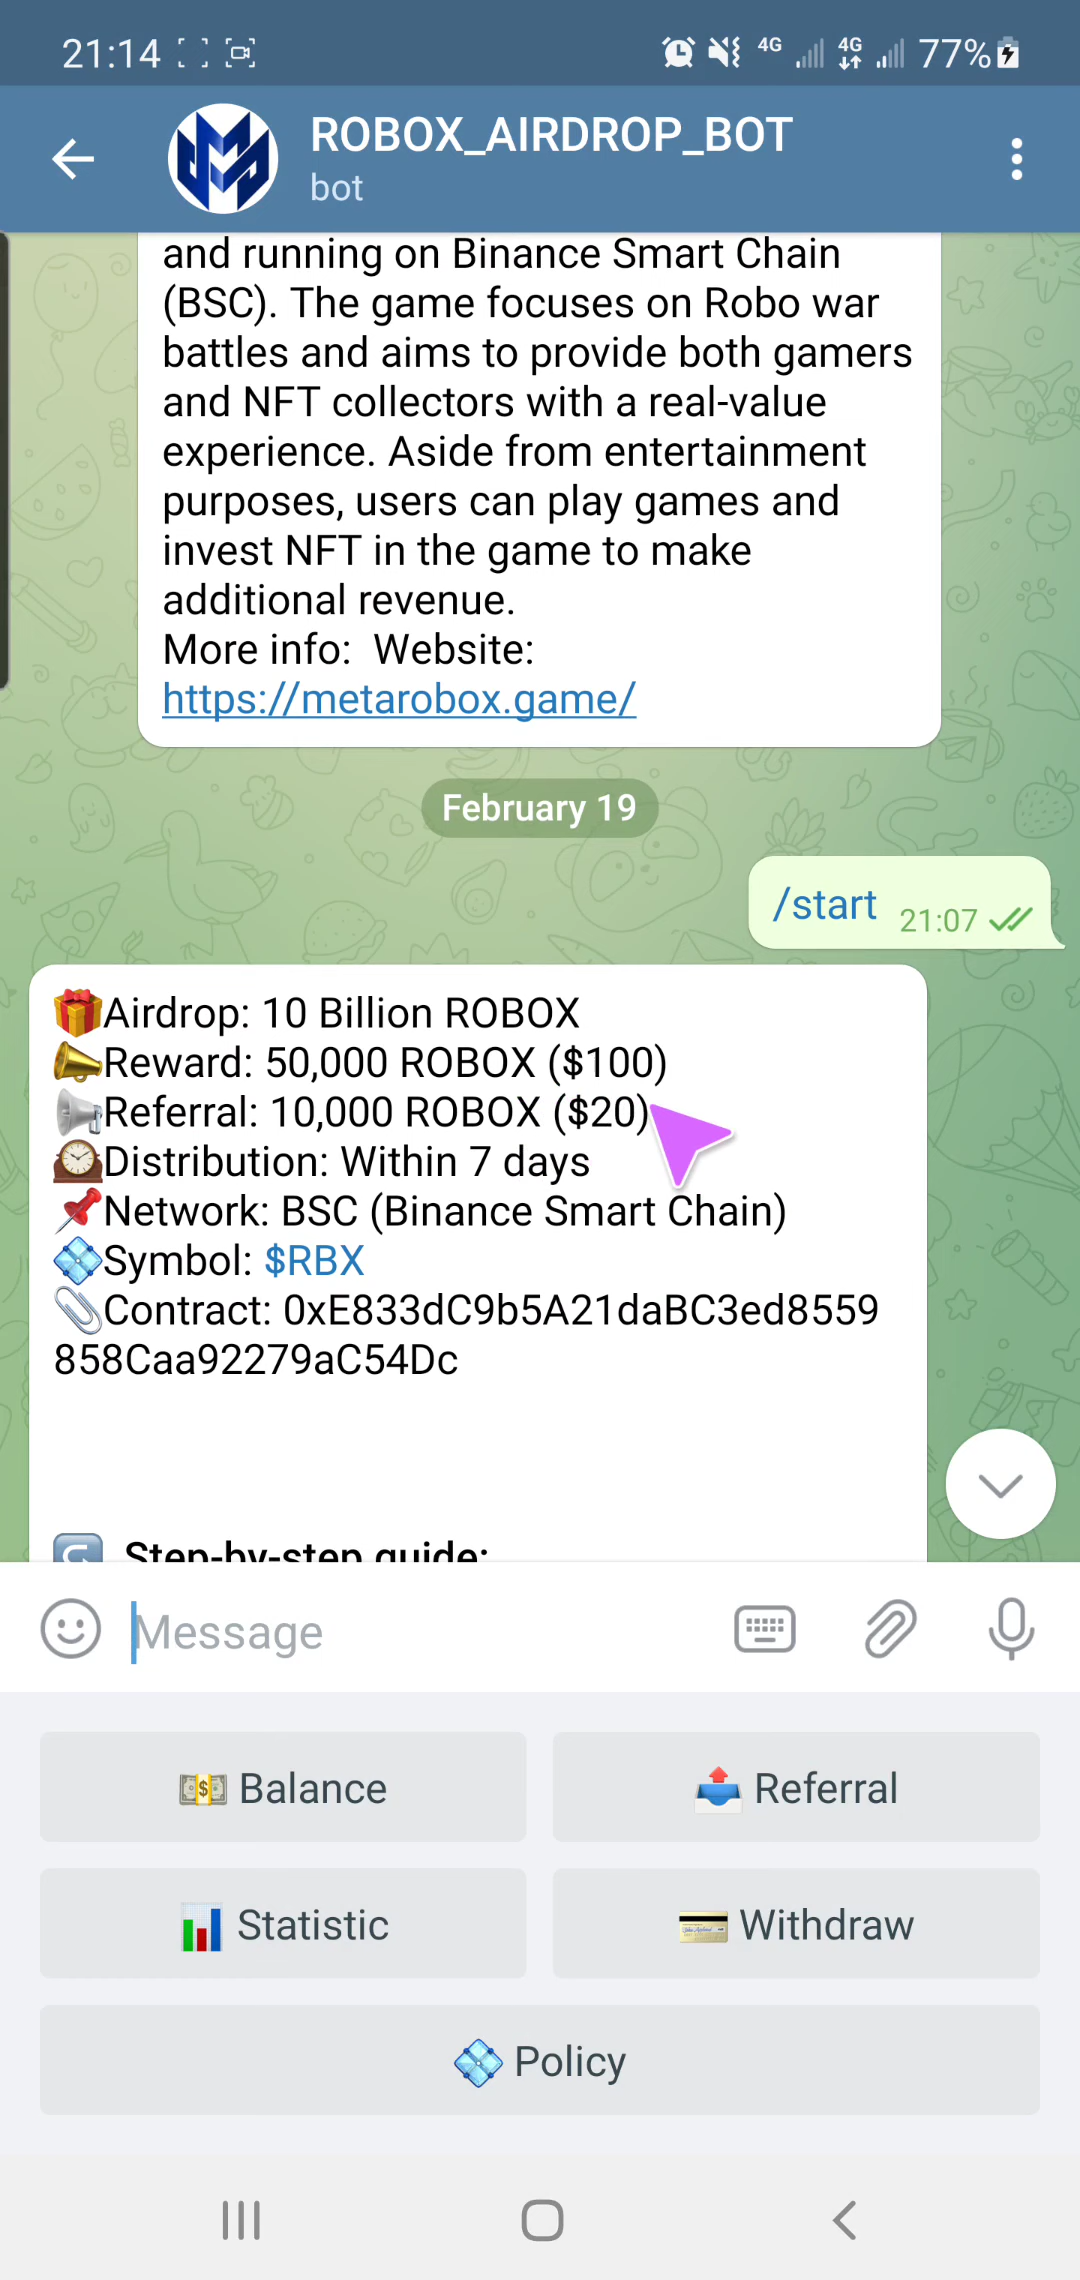 21:14
4G 4G 77%
ROBOX_AIRDROP_BOT
bot
and running on Binance Smart Chain
(BSC). The game focuses on Robo war
battles and aims to provide both gamers
and NFT collectors with a real-value
experience. Aside from entertainment
purposes, users can play games and
invest NFT in the game to make
additional revenue.
More info:  Website:
https://metarobox.game/
February 19
/start 21:07
🎁Airdrop: 10 Billion ROBOX
📣Reward: 50,000 ROBOX ($100)
📢Referral: 10,000 ROBOX ($20)
🕰Distribution: Within 7 days
📌Network: BSC (Binance Smart Chain)
💠Symbol: $RBX
📎Contract: 0xE833dC9b5A21daBC3ed8559
858Caa92279aC54Dc
Step-by-step guide:
Message
💵 Balance
📤 Referral
📊 Statistic
💳 Withdraw
💠 Policy